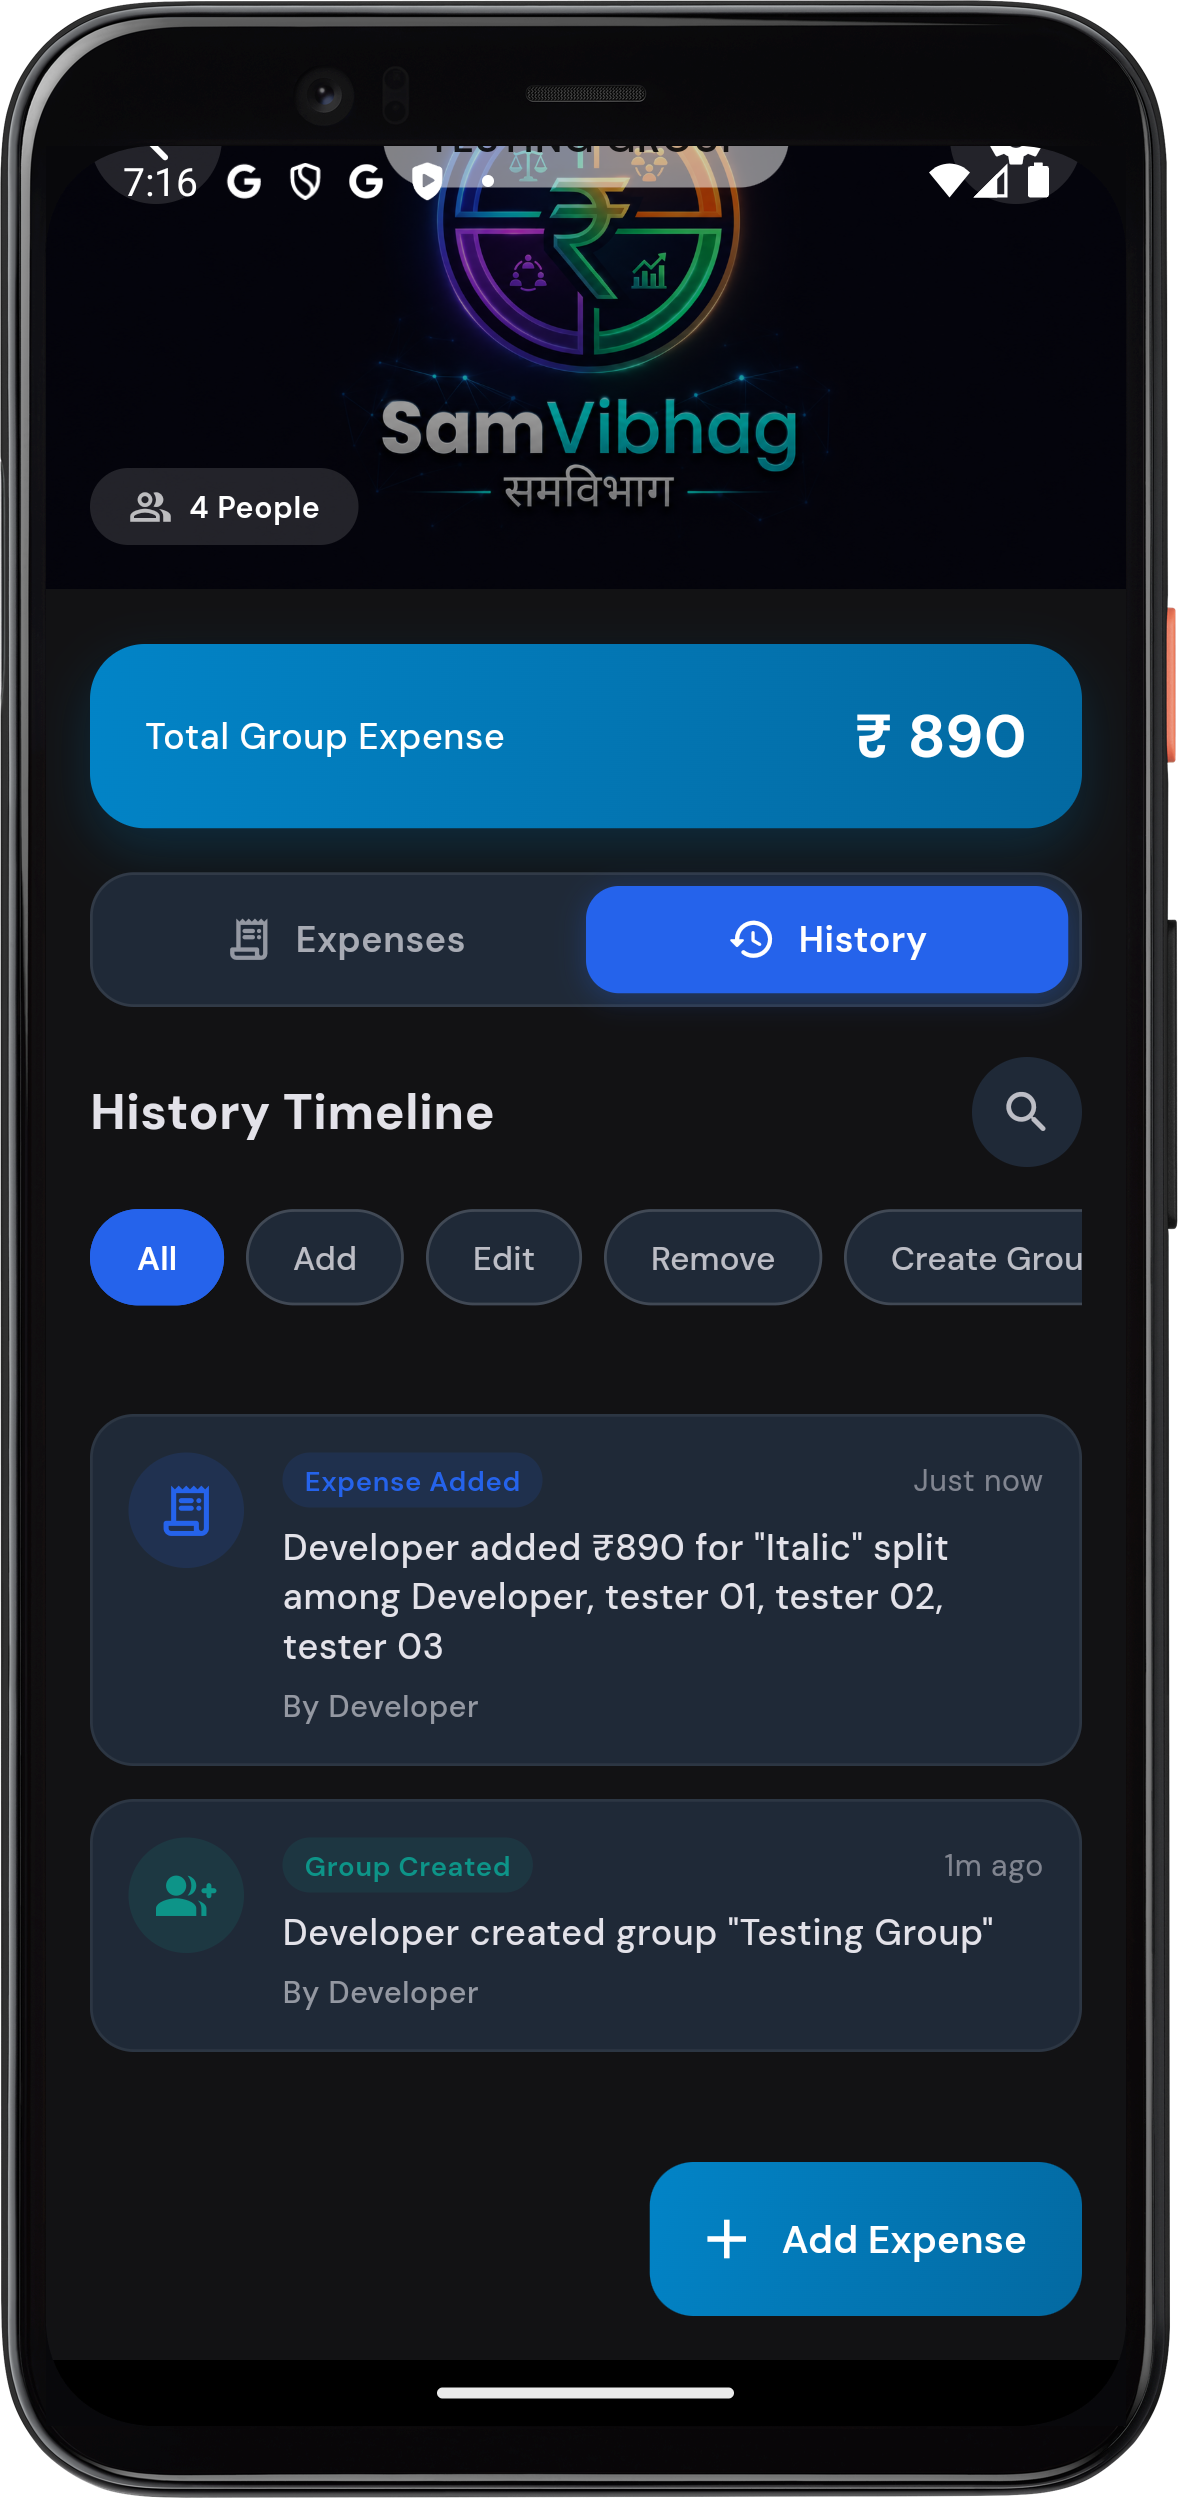 TESTING GROUP
7:16
SamVibhag
समविभाग
4 People
Total Group Expense
₹ 890
Expenses
History
History Timeline
All
Add
Edit
Remove
Create Grou
Expense Added
Just now
Developer added ₹890 for "Italic" split
among Developer, tester 01, tester 02,
tester 03
By Developer
Group Created
1m ago
Developer created group "Testing Group"
By Developer
Add Expense